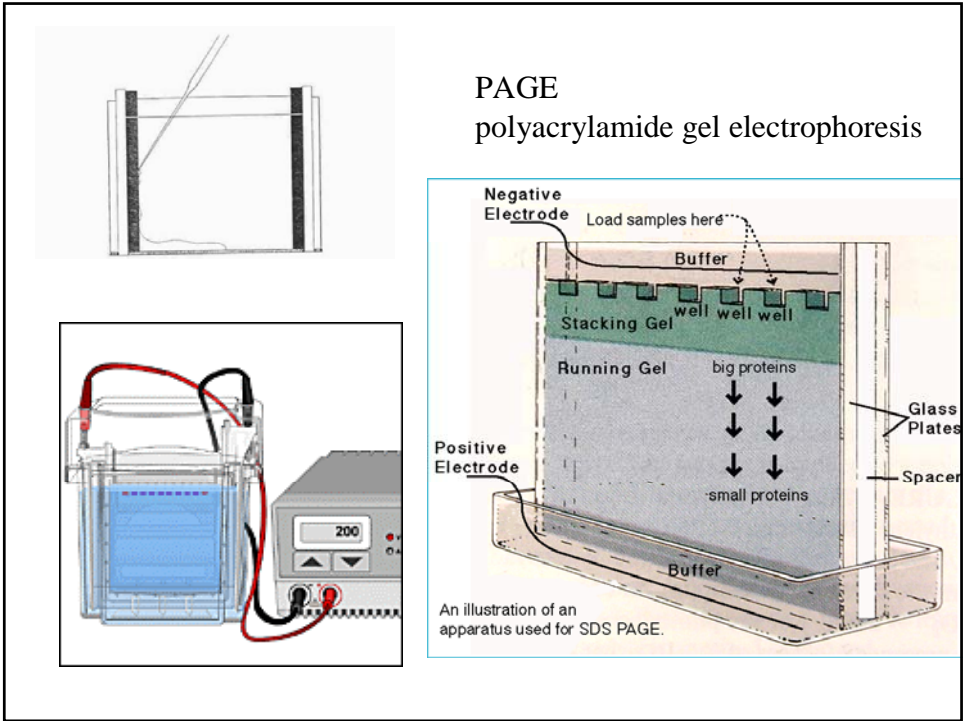 PAGE
polyacrylamide gel electrophoresis
Negative
Electrode
Load samples here
Buffer
well well well
Stacking Gel
Running Gel
big proteins
Glass
Plates
Positive
Electrode
Spacer
small proteins
Buffer
An illustration of an
apparatus used for SDS PAGE.
200
V
A